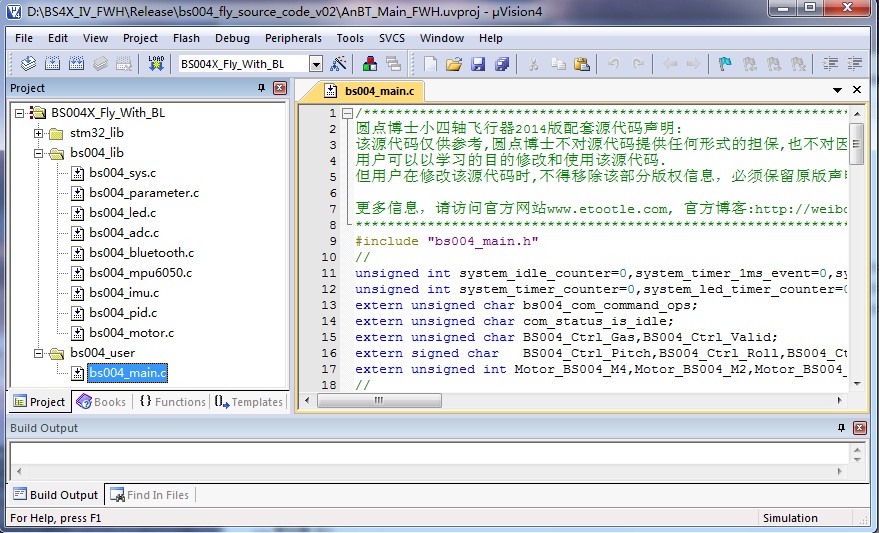 D:\BS4X_IV_FWH\Release\bs004_fly_source_code_v02\AnBT_Main_FWH.uvproj - µVision4
File Edit View Project Flash Debug Peripherals Tools SVCS Window Help
LOAD BS004X_Fly_With_BL
Project
BS004X_Fly_With_BL
stm32_lib
bs004_lib
bs004_sys.c
bs004_parameter.c
bs004_led.c
bs004_adc.c
bs004_bluetooth.c
bs004_mpu6050.c
bs004_imu.c
bs004_pid.c
bs004_motor.c
bs004_user
bs004_main.c
Project Books {} Functions 0→ Templates
bs004_main.c
1 /******************************************************
2 圆点博士小四轴飞行器2014版配套源代码声明:
3 该源代码仅供参考,圆点博士不对源代码提供任何形式的担保,也不对因
4 用户可以以学习的目的修改和使用该源代码.
5 但用户在修改该源代码时,不得移除该部分版权信息，必须保留原版声
6
7 更多信息，请访问官方网站www.etootle.com, 官方博客:http://weibo
8 ******************************************************
9 #include "bs004_main.h"
10 //
11 unsigned int system_idle_counter=0,system_timer_1ms_event=0,sy
12 unsigned int system_timer_counter=0,system_led_timer_counter=0
13 extern unsigned char bs004_com_command_ops;
14 extern unsigned char com_status_is_idle;
15 extern unsigned char BS004_Ctrl_Gas,BS004_Ctrl_Valid;
16 extern signed char BS004_Ctrl_Pitch,BS004_Ctrl_Roll,BS004_Ct
17 extern unsigned int Motor_BS004_M4,Motor_BS004_M2,Motor_BS004_
18 //
Build Output
Build Output Find In Files
For Help, press F1 Simulation